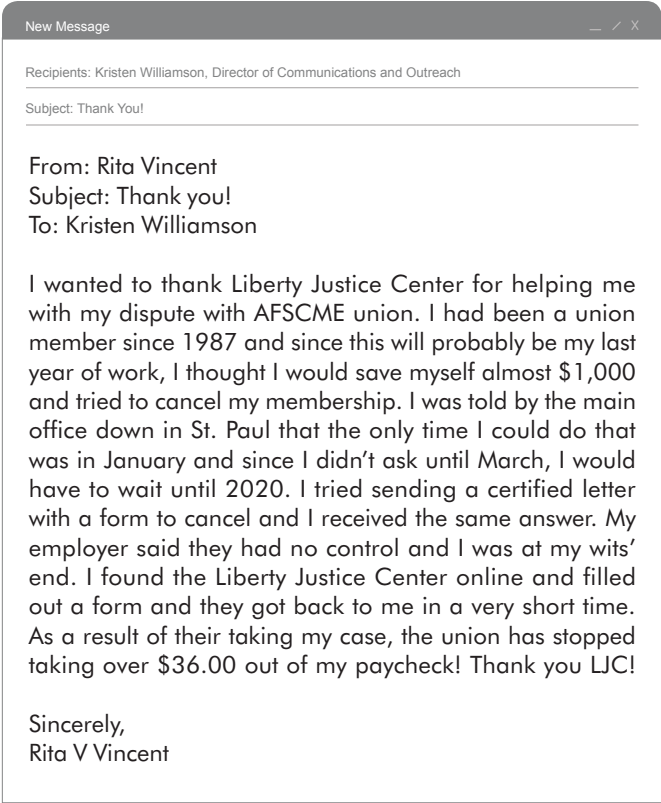 New Message
Recipients: Kristen Williamson, Director of Communications and Outreach
Subject: Thank You!
From: Rita Vincent
Subject: Thank you!
To: Kristen Williamson
I wanted to thank Liberty Justice Center for helping me
with my dispute with AFSCME union. I had been a union
member since 1987 and since this will probably be my last
year of work, I thought I would save myself almost $1,000
and tried to cancel my membership. I was told by the main
office down in St. Paul that the only time I could do that
was in January and since I didn’t ask until March, I would
have to wait until 2020. I tried sending a certified letter
with a form to cancel and I received the same answer. My
employer said they had no control and I was at my wits’
end. I found the Liberty Justice Center online and filled
out a form and they got back to me in a very short time.
As a result of their taking my case, the union has stopped
taking over $36.00 out of my paycheck! Thank you LJC!
Sincerely,
Rita V Vincent